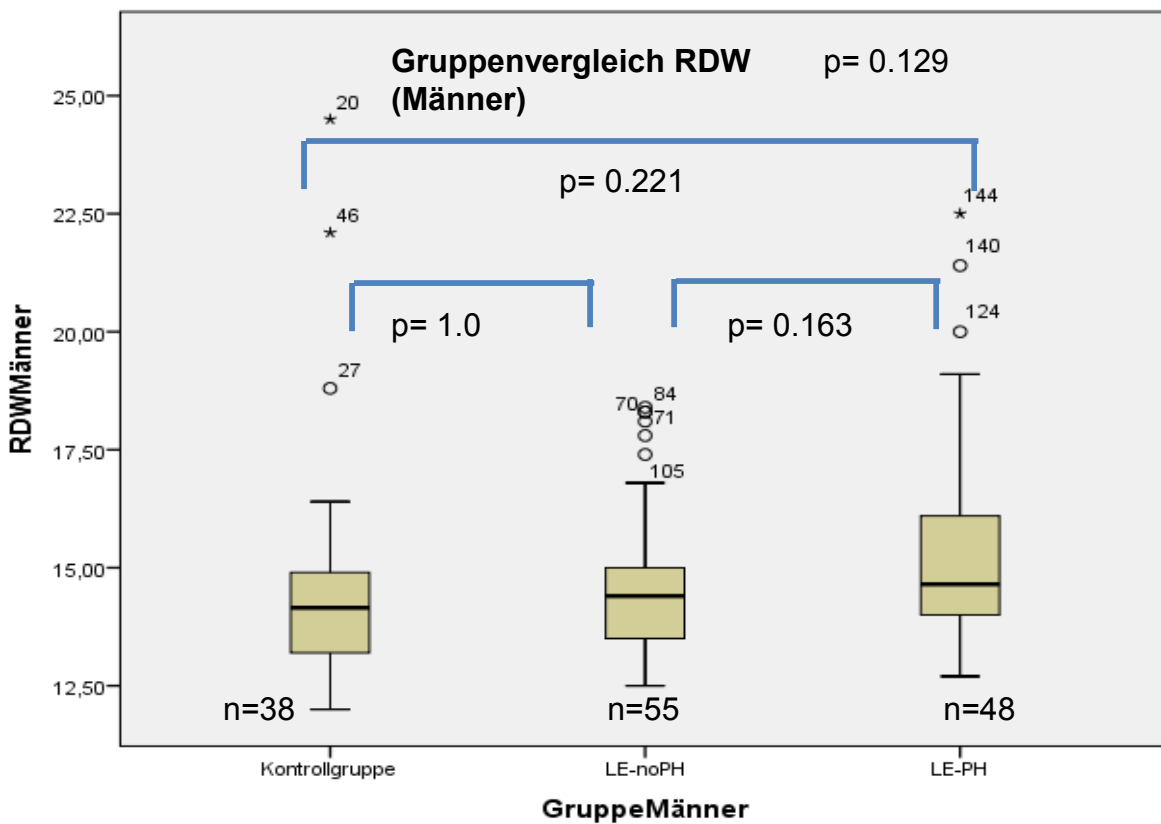 Gruppenvergleich RDW p= 0.129
(Männer)
25,00
20
p= 0.221
144
22,50
46
140
p= 1.0
p= 0.163
124
20,00
27
70 84
71
17,50
105
15,00
12,50
n=38 n=55 n=48
RDWMänner
Kontrollgruppe LE-noPH LE-PH
GruppeMänner